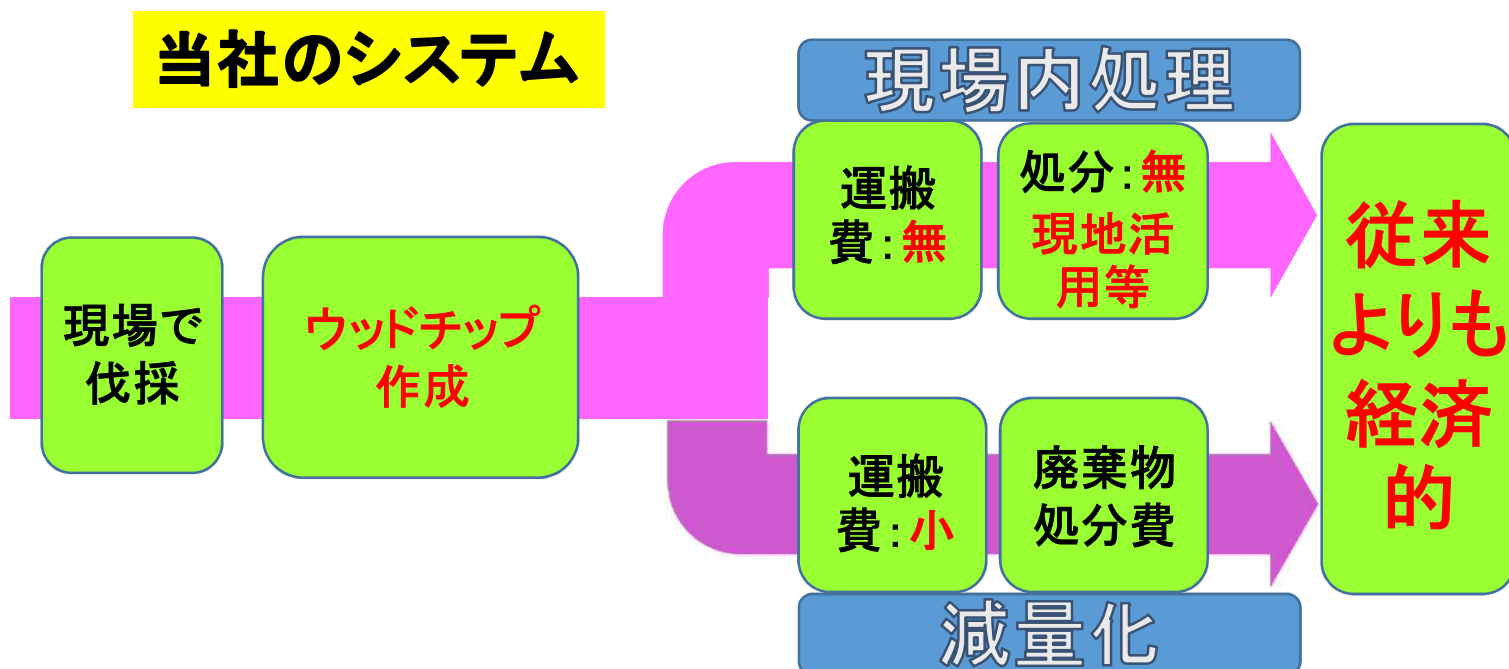 当社のシステム
現場で
伐採
ウッドチップ
作成
現場内処理
運搬
費：無
処分：無
現地活
用等
運搬
費：小
廃棄物
処分費
減量化
従来
よりも
経済
的